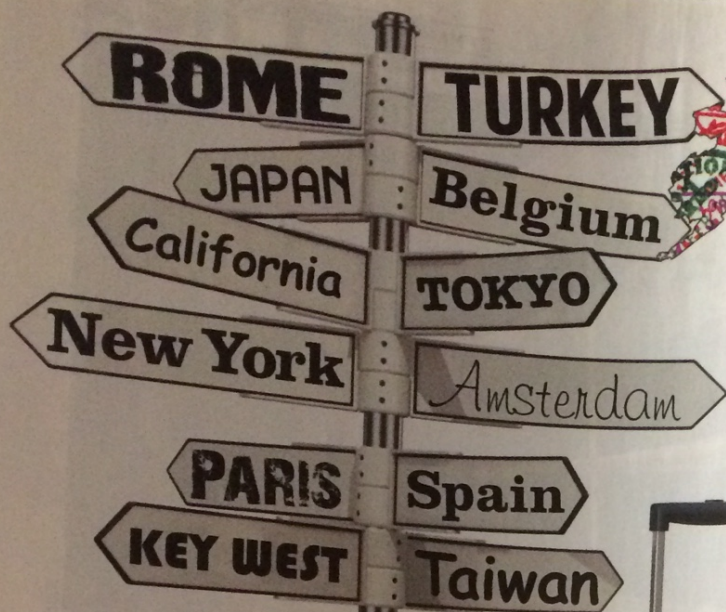 ROME
TURKEY
JAPAN
Belgium
California
TOKYO
New York
Amsterdam
PARIS
Spain
KEY WEST
Taiwan